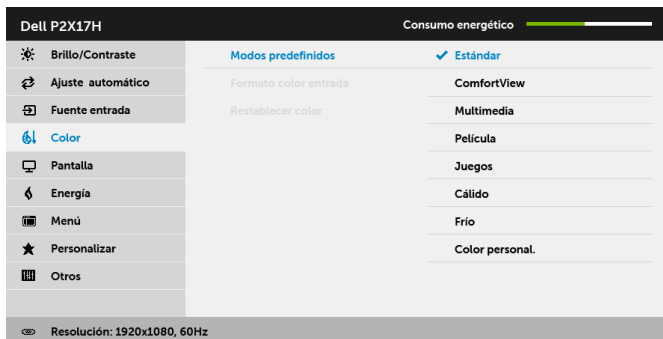 Dell P2X17H
Consumo energético
Brillo/Contraste
Modos predefinidos
Estándar
Ajuste automático
Formato color entrada
ComfortView
Fuente entrada
Restablecer color
Multimedia
Color
Película
Pantalla
Juegos
Energía
Cálido
Menú
Frío
Personalizar
Color personal.
Otros
Resolución: 1920x1080, 60Hz